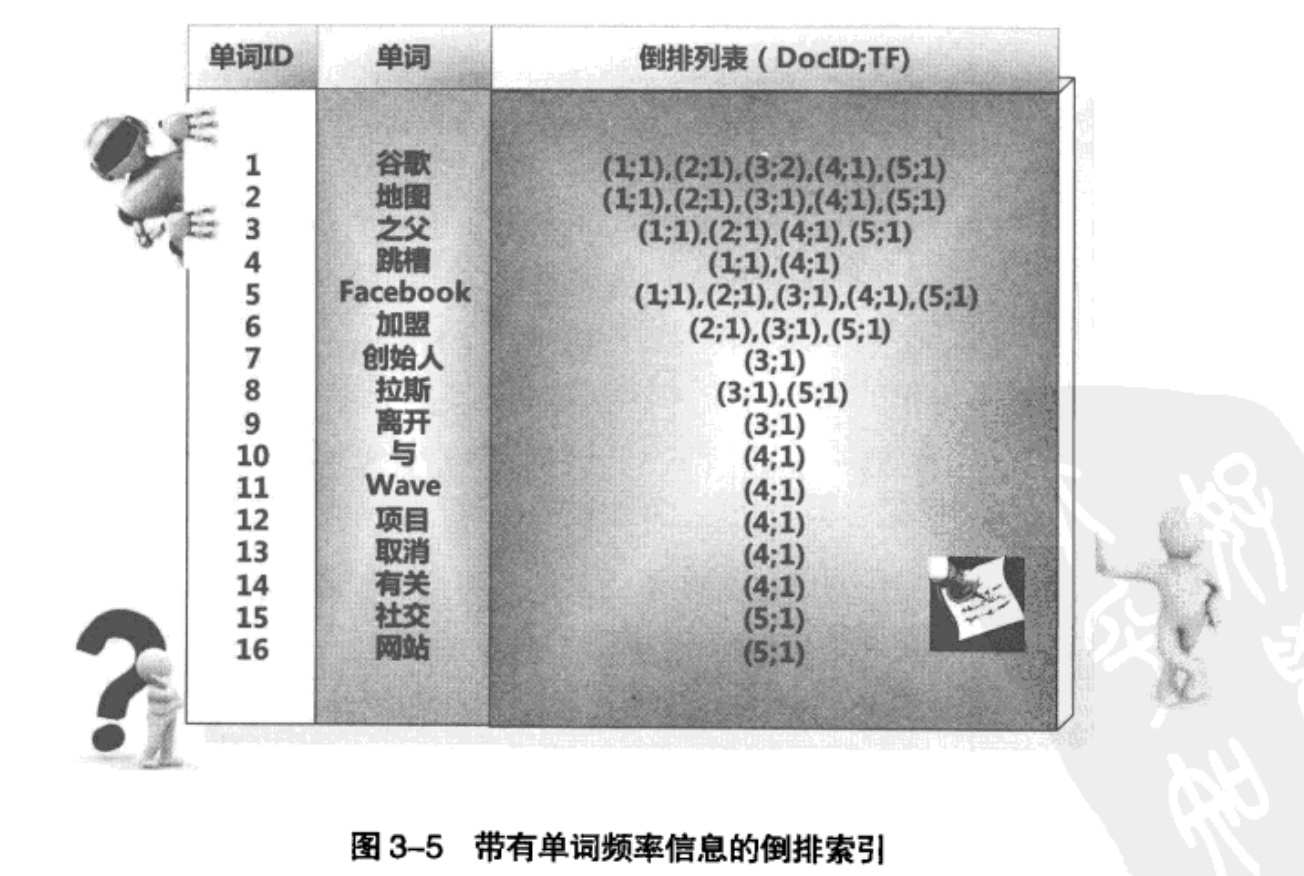 单词ID 单词 倒排列表（DocID;TF)
1 谷歌 (1;1),(2;1),(3;2),(4;1),(5;1)
2 地图 (1;1),(2;1),(3;1),(4;1),(5;1)
3 之父 (1;1),(2;1),(4;1),(5;1)
4 跳槽 (1;1),(4;1)
5 Facebook (1;1),(2;1),(3;1),(4;1),(5;1)
6 加盟 (2;1),(3;1),(5;1)
7 创始人 (3;1)
8 拉斯 (3;1),(5;1)
9 离开 (3;1)
10 与 (4;1)
11 Wave (4;1)
12 项目 (4;1)
13 取消 (4;1)
14 有关 (4;1)
15 社交 (5;1)
16 网站 (5;1)
图 3-5 带有单词频率信息的倒排索引